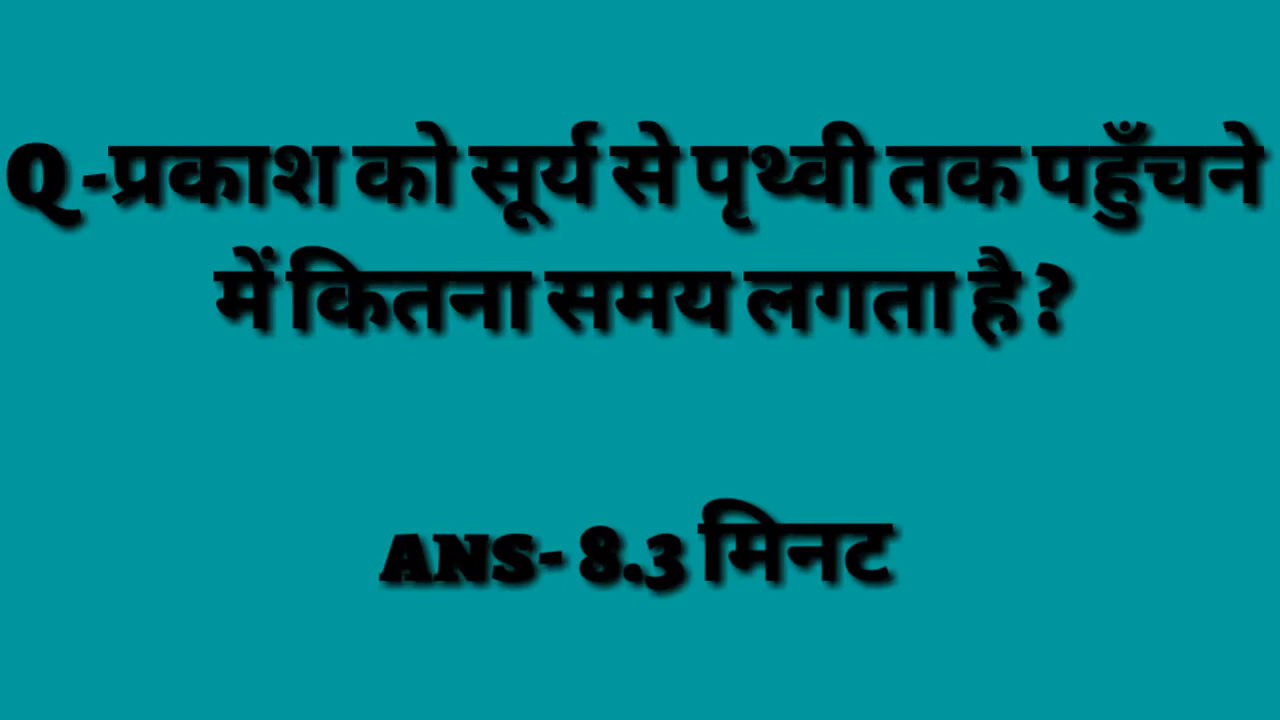 Q -प्रकाश को सूर्य से पृथ्वी तक पहुँचने
में कितना समय लगता है ?
ANS- 8.3 मिनट